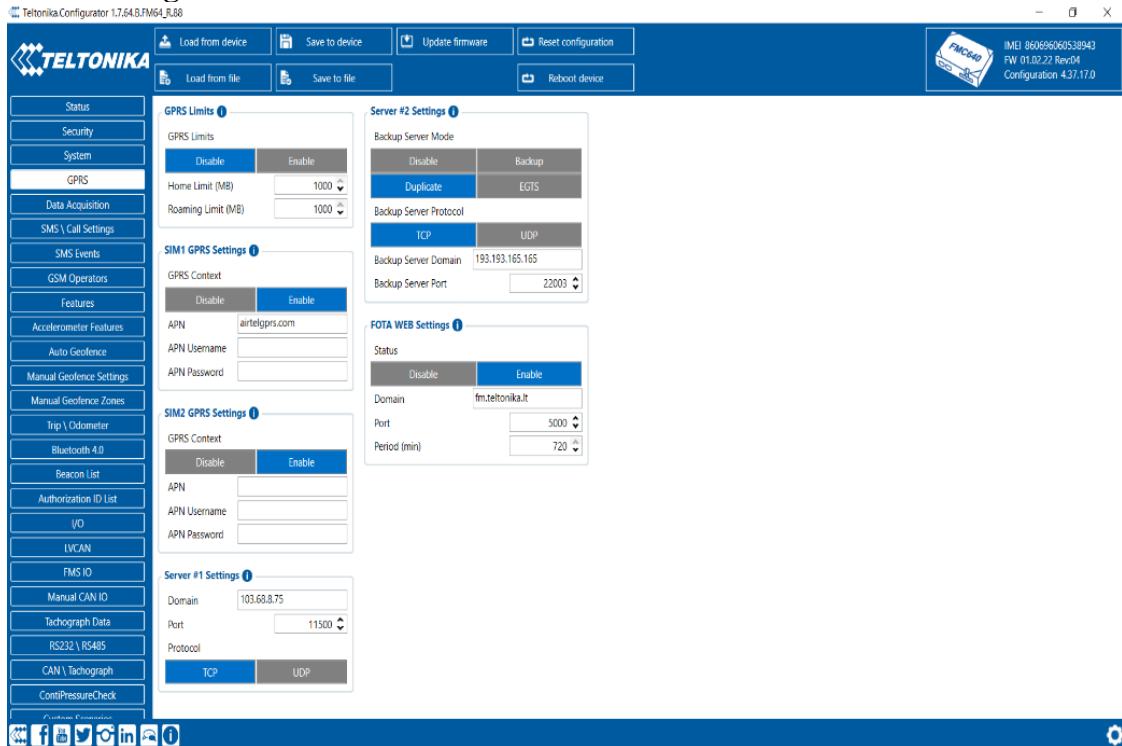 Teltonika.Configurator 1.7.64.B.FM64_R.88
TELTONIKA
Load from device
Save to device
Update firmware
Reset configuration
Load from file
Save to file
Reboot device
FMC640
IMEI 860696060538943
FW 01.02.22 Rev:04
Configuration 4.37.17.0
Status
Security
System
GPRS
Data Acquisition
SMS \ Call Settings
SMS Events
GSM Operators
Features
Accelerometer Features
Auto Geofence
Manual Geofence Settings
Manual Geofence Zones
Trip \ Odometer
Bluetooth 4.0
Beacon List
Authorization ID List
I/O
LVCAN
FMS IO
Manual CAN IO
Tachograph Data
RS232 \ RS485
CAN \ Tachograph
ContiPressureCheck
GPRS Limits
GPRS Limits
Disable Enable
Home Limit (MB) 1000
Roaming Limit (MB) 1000
SIM1 GPRS Settings
GPRS Context
Disable Enable
APN airtelgprs.com
APN Username
APN Password
SIM2 GPRS Settings
GPRS Context
Disable Enable
APN
APN Username
APN Password
Server #1 Settings
Domain 103.68.8.75
Port 11500
Protocol
TCP UDP
Server #2 Settings
Backup Server Mode
Disable Backup
Duplicate EGTS
Backup Server Protocol
TCP UDP
Backup Server Domain 193.193.165.165
Backup Server Port 22003
FOTA WEB Settings
Status
Disable Enable
Domain fm.teltonika.lt
Port 5000
Period (min) 720